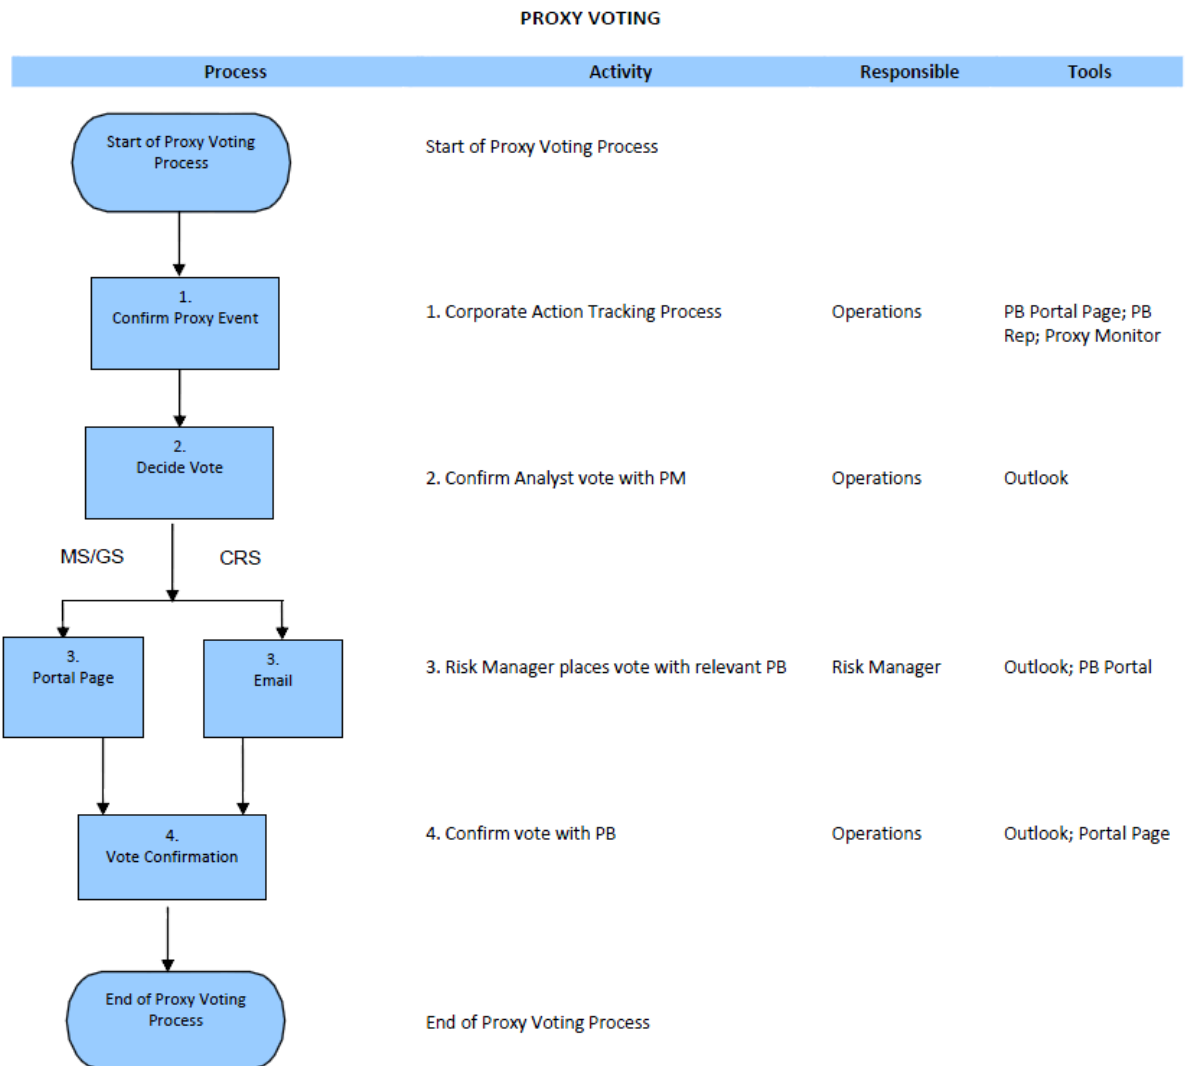 PROXY VOTING
Process Activity Responsible Tools
Start of Proxy Voting
Process
Start of Proxy Voting Process
1.
Confirm Proxy Event
1. Corporate Action Tracking Process
Operations
PB Portal Page; PB
Rep; Proxy Monitor
2.
Decide Vote
2. Confirm Analyst vote with PM
Operations
Outlook
MS/GS
CRS
3.
Portal Page
3.
Email
3. Risk Manager places vote with relevant PB
Risk Manager
Outlook; PB Portal
4.
Vote Confirmation
4. Confirm vote with PB
Operations
Outlook; Portal Page
End of Proxy Voting
Process
End of Proxy Voting Process